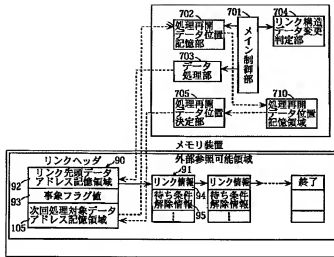 702
処理再開
データ位置
記憶部
701
メイン制御部
704
リンク構造
データ変更
判定部
703
データ
処理部
705
処理再開
データ位置
決定部
710
処理再開
データ位置
記憶領域
メモリ装置
外部参照可能領域
リンクヘッダ
90
リンク先頭データ
アドレス記憶領域
92
事象フラグ値
93
次回処理対象データ
アドレス記憶領域
105
91
リンク情報
待ち条件
解除情報
94
95
リンク情報
待ち条件
解除情報
終了